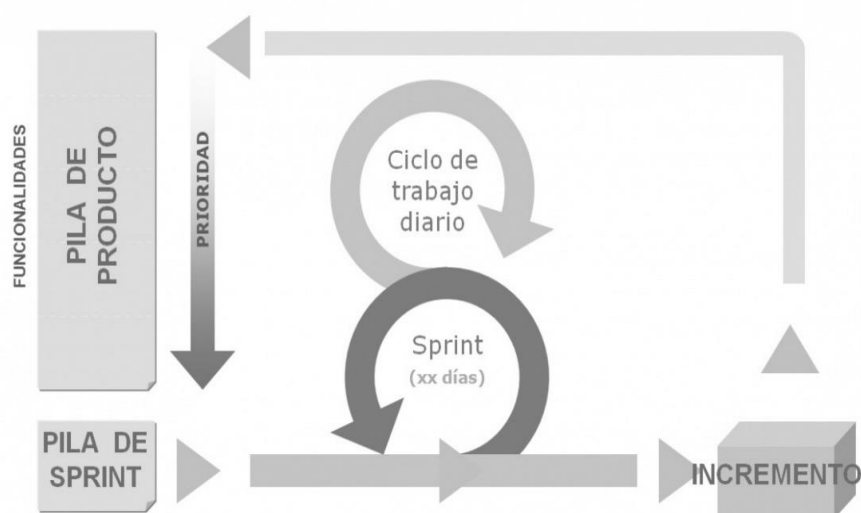 FUNCIONALIDADES
PILA DE
PRODUCTO
PRIORIDAD
Ciclo de
trabajo
diario
Sprint
(xx días)
PILA DE
SPRINT
INCREMENTO